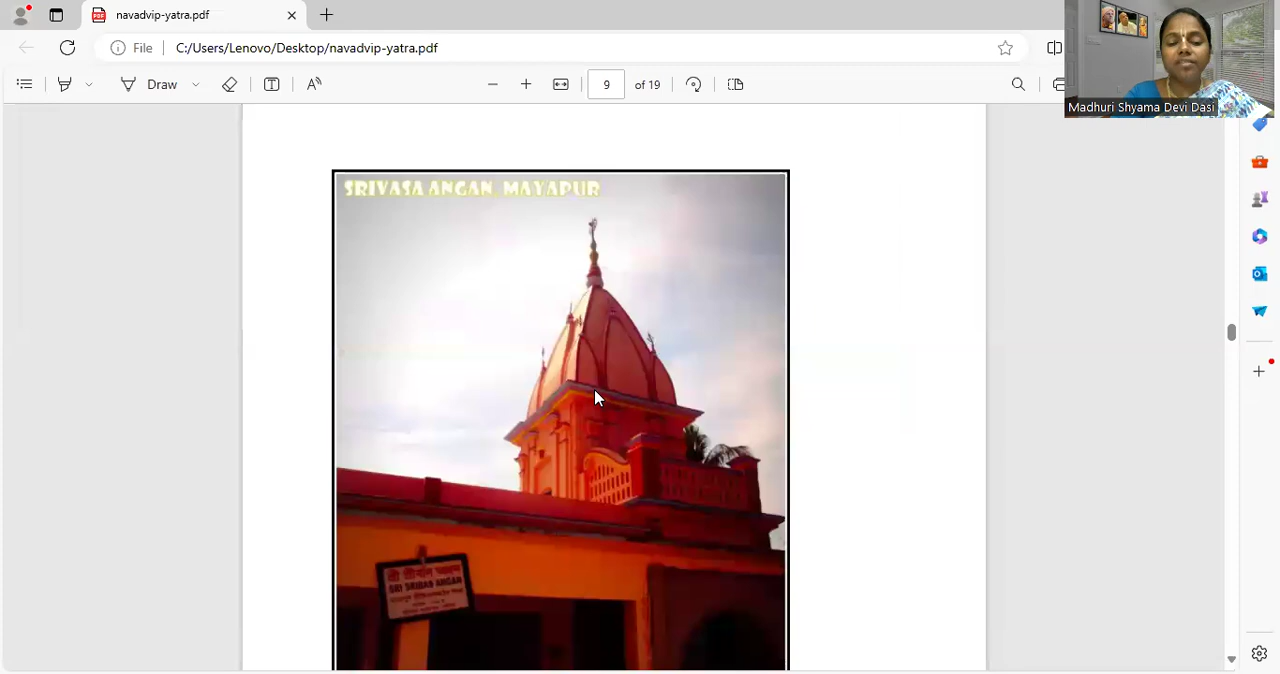 navadvip-yatra.pdf
File
C:/Users/Lenovo/Desktop/navadvip-yatra.pdf
Draw
9
of 19
Madhuri Shyama Devi Dasi
SRIVASA ANGAN, MAYAPUR
SRI SRIBAS ANGAN